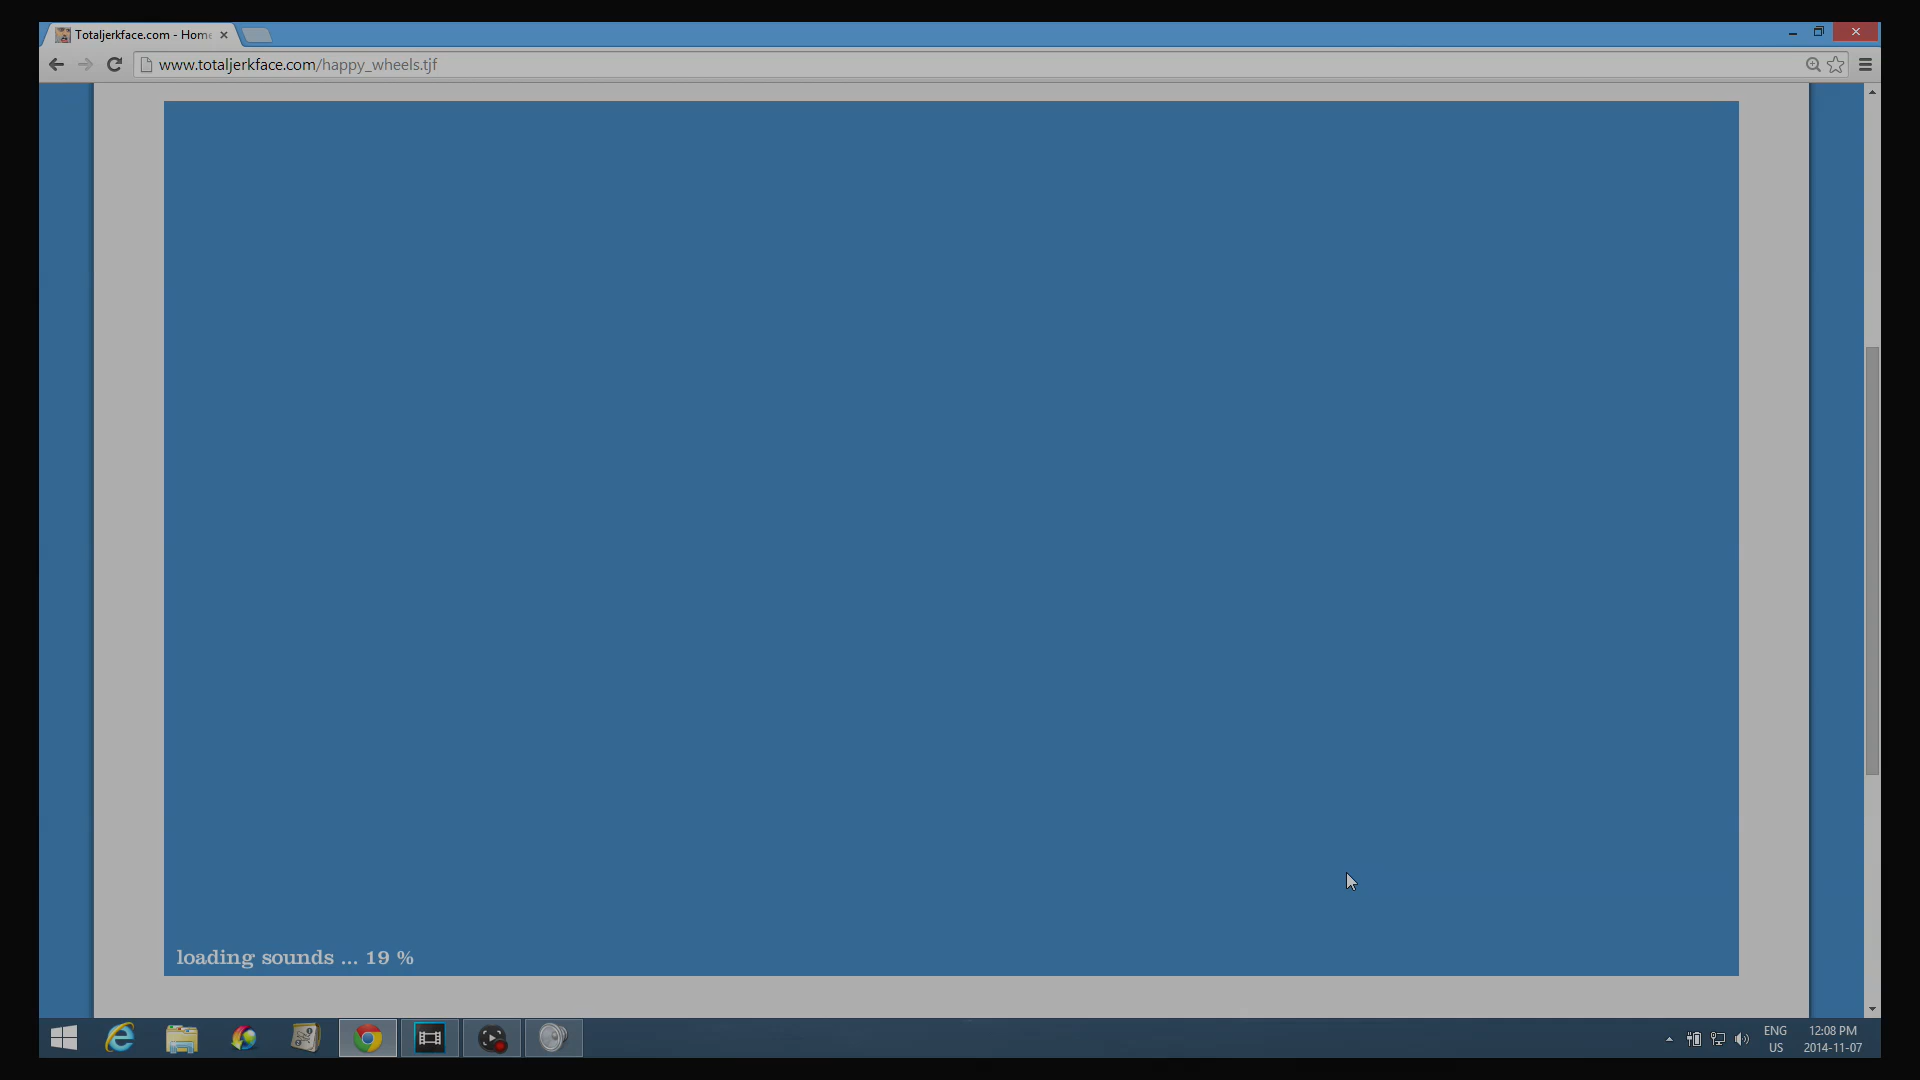 Totaljerkface.com - Home
www.totaljerkface.com/happy_wheels.tjf
loading sounds ... 19 %
ENG
US
12:08 PM
2014-11-07